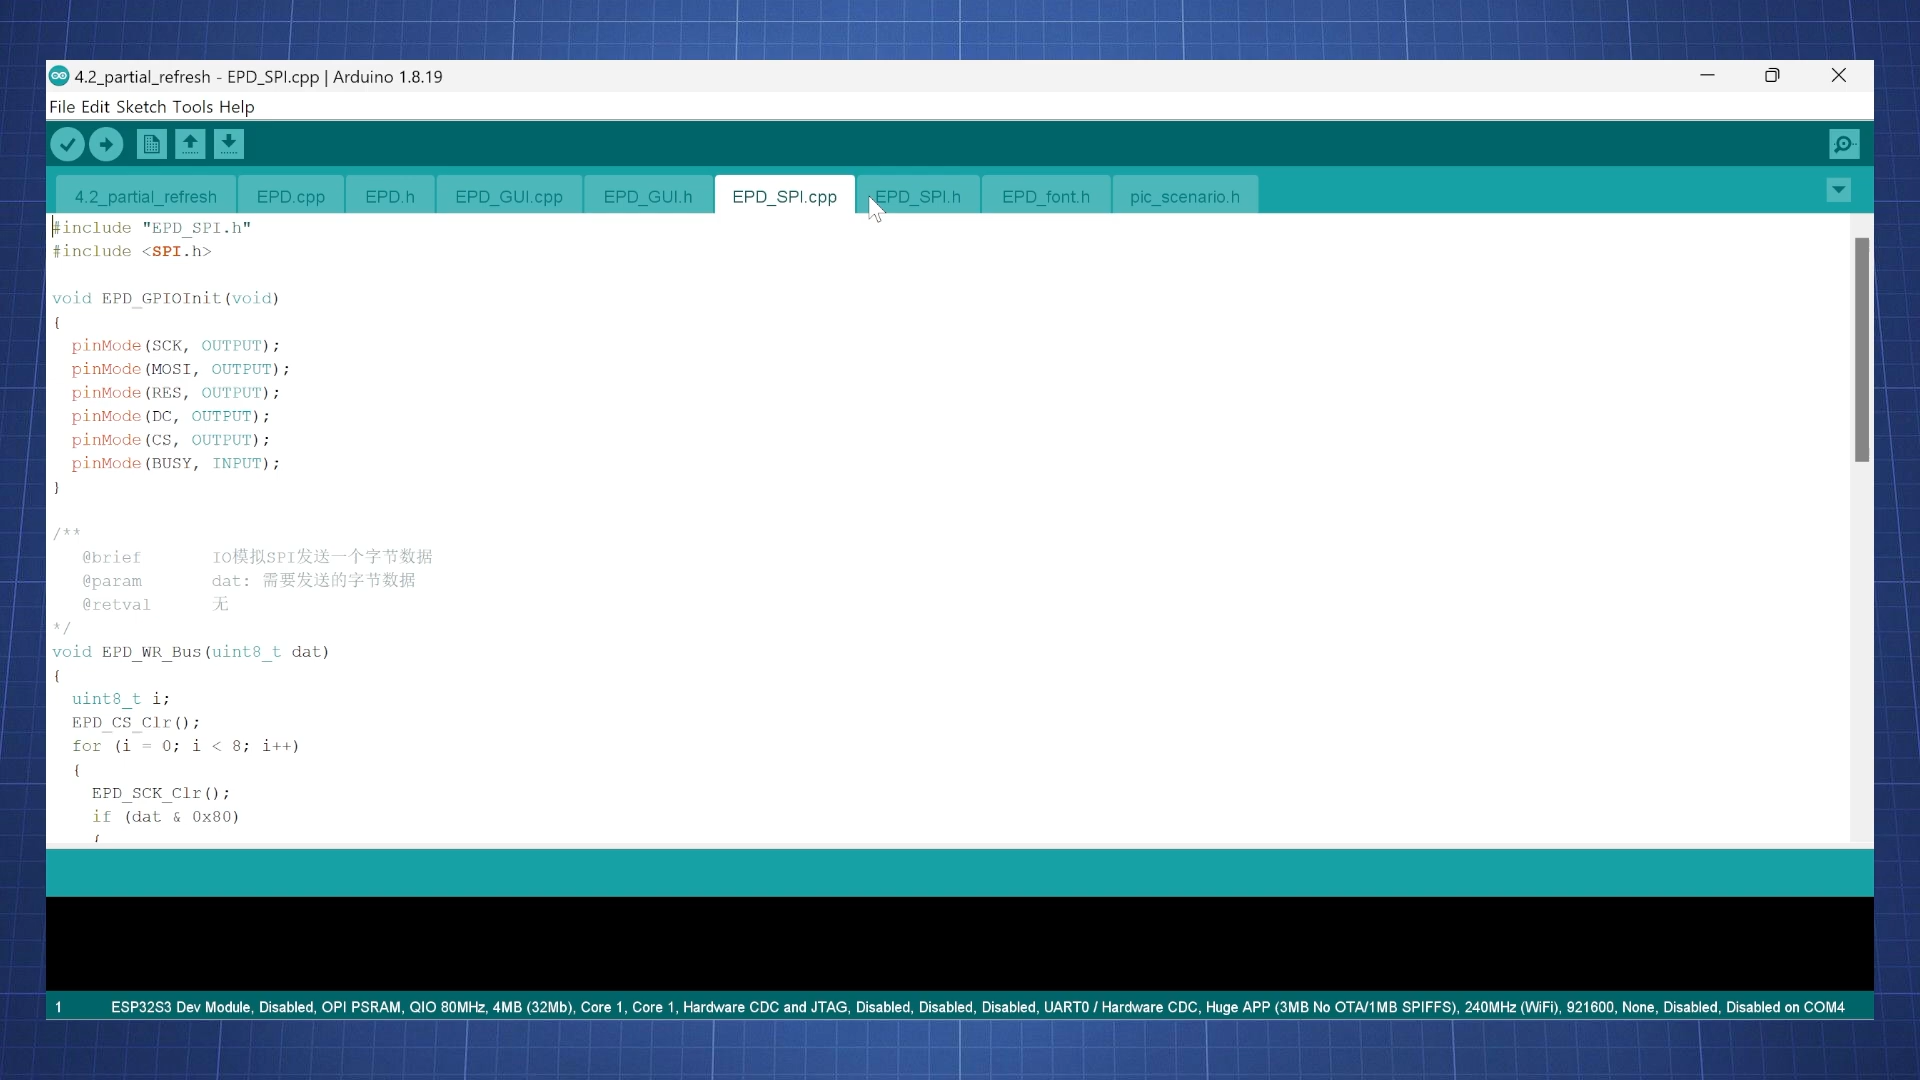 4.2_partial_refresh - EPD_SPI.cpp | Arduino 1.8.19
File Edit Sketch Tools Help
4.2_partial_refresh EPD.cpp EPD.h EPD_GUI.cpp EPD_GUI.h EPD_SPI.cpp EPD_SPI.h EPD_font.h pic_scenario.h
#include "EPD_SPI.h"
#include <SPI.h>
void EPD_GPIOInit(void)
{
pinMode(SCK, OUTPUT);
pinMode(MOSI, OUTPUT);
pinMode(RES, OUTPUT);
pinMode(DC, OUTPUT);
pinMode(CS, OUTPUT);
pinMode(BUSY, INPUT);
}
/**
@brief IO模拟SPI发送一个字节数据
@param dat: 需要发送的字节数据
@retval 无
*/
void EPD_WR_Bus(uint8_t dat)
{
uint8_t i;
EPD_CS_Clr();
for (i = 0; i < 8; i++)
{
EPD_SCK_Clr();
if (dat & 0x80)
{
1 ESP32S3 Dev Module, Disabled, OPI PSRAM, QIO 80MHz, 4MB (32Mb), Core 1, Core 1, Hardware CDC and JTAG, Disabled, Disabled, Disabled, UART0 / Hardware CDC, Huge APP (3MB No OTA/1MB SPIFFS), 240MHz (WiFi), 921600, None, Disabled, Disabled on COM4